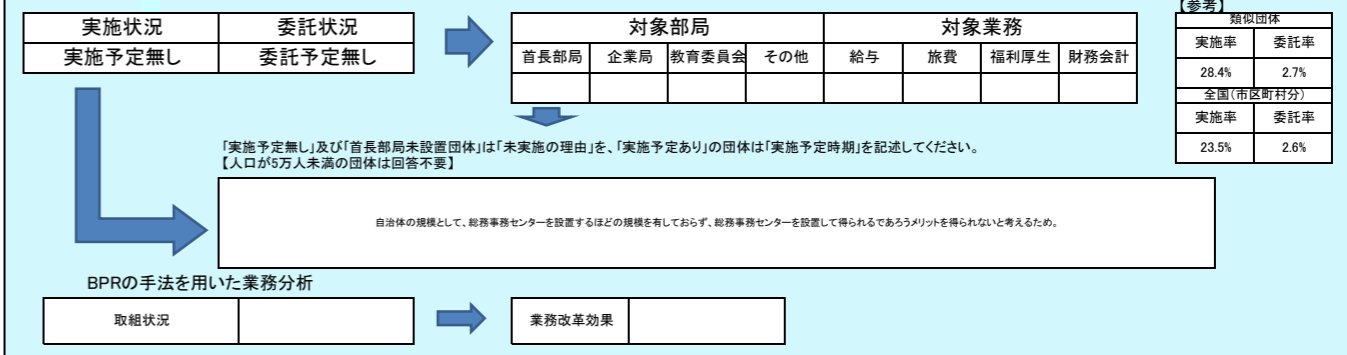 【参考】
実施状況 委託状況
実施予定無し 委託予定無し
対象部局 対象業務
首長部局 企業局 教育委員会 その他 給与 旅費 福利厚生 財務会計
類似団体
実施率 委託率
28.4% 2.7%
全国(市区町村分)
実施率 委託率
23.5% 2.6%
「実施予定無し」及び「首長部局未設置団体」は「未実施の理由」を、「実施予定あり」の団体は「実施予定時期」を記述してください。
【人口が5万人未満の団体は回答不要】
自治体の規模として、総務事務センターを設置するほどの規模を有しておらず、総務事務センターを設置して得られるであろうメリットを得られないと考えるため。
BPRの手法を用いた業務分析
取組状況
業務改革効果